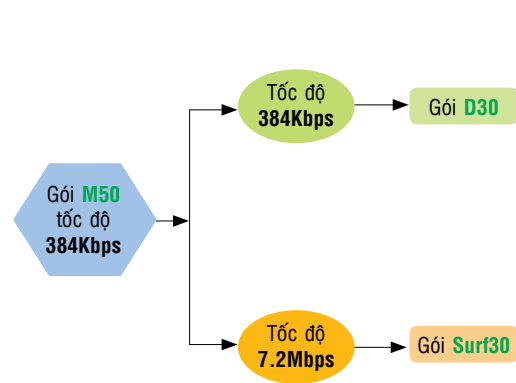 Tốc độ
384Kbps
Gói D30
Gói M50
tốc độ
384Kbps
Tốc độ
7.2Mbps
Gói Surf30